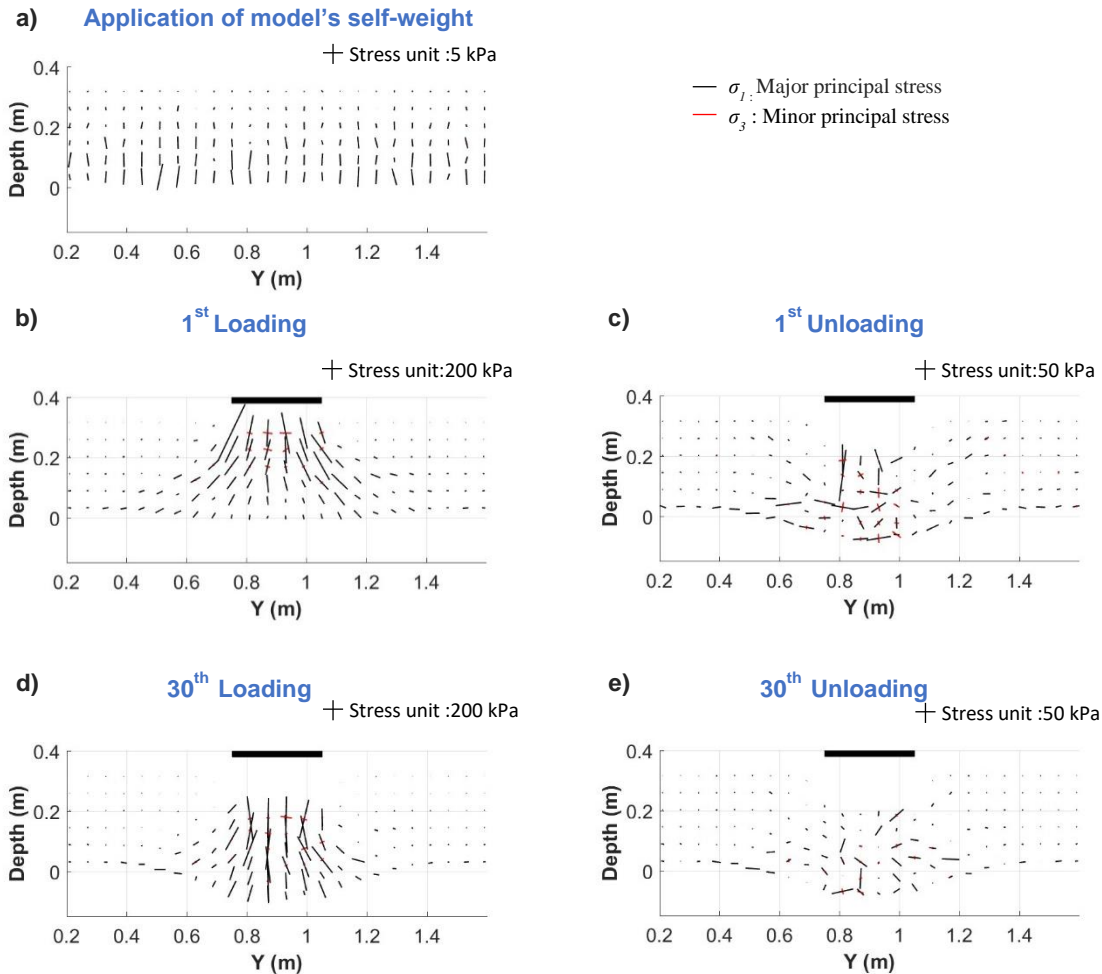 a) Application of model's self-weight
Stress unit :5 kPa
0.4
0.2
0
Depth (m)
0.2 0.4 0.6 0.8 1 1.2 1.4
Y (m)
σ1 : Major principal stress
σ3 : Minor principal stress
b) 1st Loading
Stress unit:200 kPa
0.4
0.2
0
Depth (m)
0.2 0.4 0.6 0.8 1 1.2 1.4
Y (m)
c) 1st Unloading
Stress unit:50 kPa
0.4
0.2
0
Depth (m)
0.2 0.4 0.6 0.8 1 1.2 1.4
Y (m)
d) 30th Loading
Stress unit :200 kPa
0.4
0.2
0
Depth (m)
0.2 0.4 0.6 0.8 1 1.2 1.4
Y (m)
e) 30th Unloading
Stress unit :50 kPa
0.4
0.2
0
Depth (m)
0.2 0.4 0.6 0.8 1 1.2 1.4
Y (m)